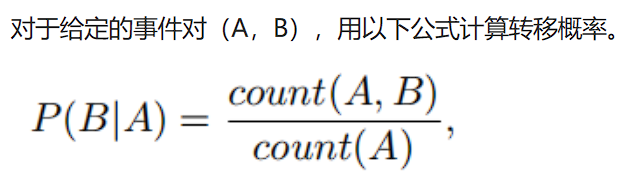 对于给定的事件对（A，B），用以下公式计算转移概率。
P(B|A) = \frac{count(A, B)}{count(A)},